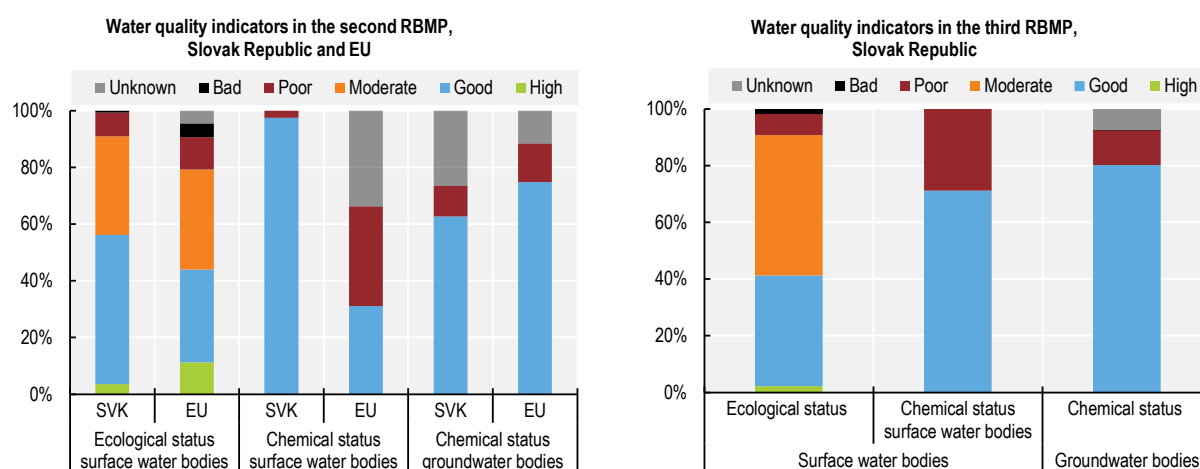 Water quality indicators in the second RBMP,
Slovak Republic and EU
Unknown Bad Poor Moderate Good High
100%
80%
60%
40%
20%
0%
SVK EU SVK EU SVK EU
Ecological status
surface water bodies
Chemical status
surface water bodies
Chemical status
groundwater bodies
Water quality indicators in the third RBMP,
Slovak Republic
Unknown Bad Poor Moderate Good High
100%
80%
60%
40%
20%
0%
Ecological status
Chemical status
surface water bodies
Chemical status
Surface water bodies
Groundwater bodies